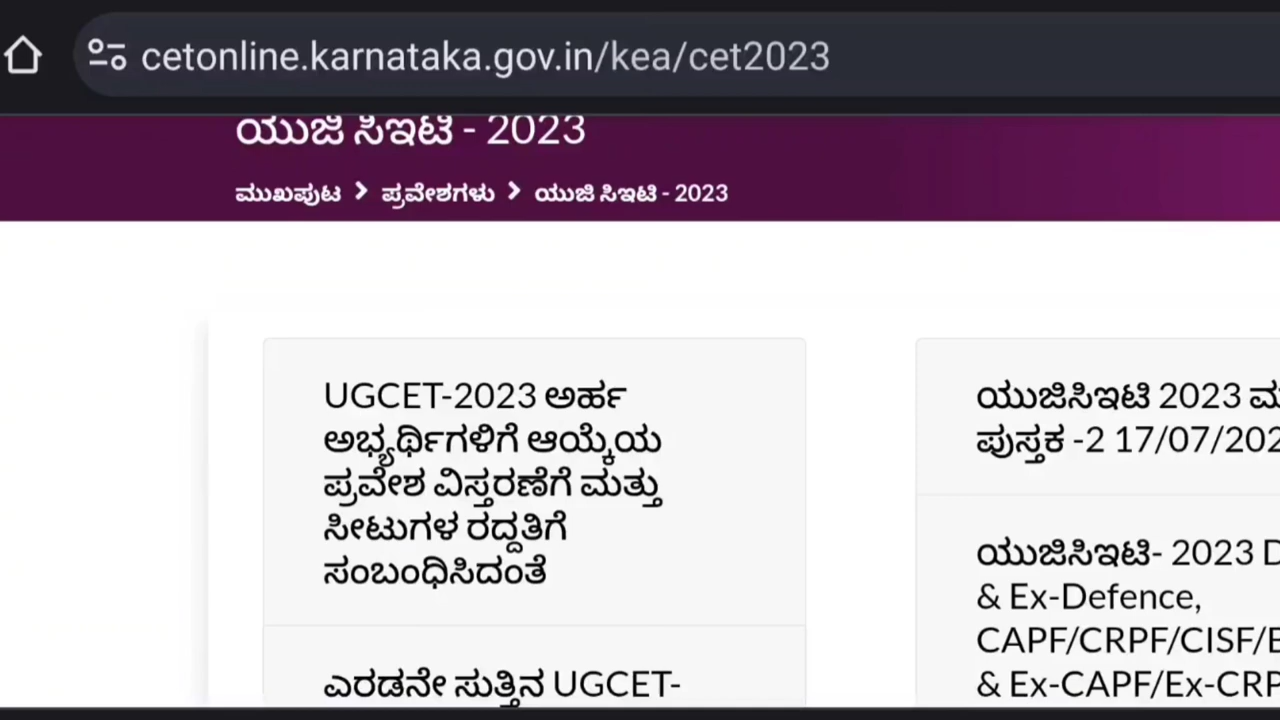 cetonline.karnataka.gov.in/kea/cet2023
ಯುಜಿ ಸಿಇಟಿ - 2023
ಮುಖಪುಟ > ಪ್ರವೇಶಗಳು > ಯುಜಿ ಸಿಇಟಿ - 2023
UGCET-2023 ಅರ್ಹ
ಅಭ್ಯರ್ಥಿಗಳಿಗೆ ಆಯ್ಕೆಯ
ಪ್ರವೇಶ ವಿಸ್ತರಣೆಗೆ ಮತ್ತು
ಸೀಟುಗಳ ರದ್ದತಿಗೆ
ಸಂಬಂಧಿಸಿದಂತೆ
ಎರಡನೇ ಸುತ್ತಿನ UGCET-
ಯುಜಿಸಿಇಟಿ 2023
ಪುಸ್ತಕ -2 17/07/202
ಯುಜಿಸಿಇಟಿ- 2023 D
& Ex-Defence,
CAPF/CRPF/CISF/
& Ex-CAPF/Ex-CRP